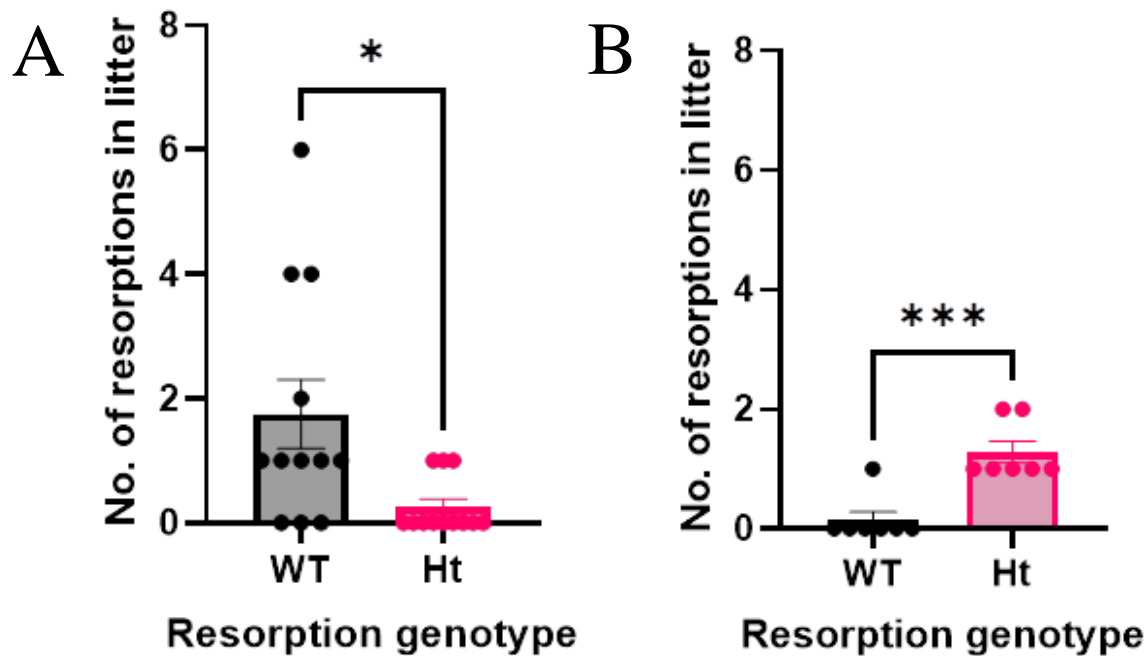 A
No. of resorptions in litter
8
6
4
2
0
*
WT
Ht
Resorption genotype
B
No. of resorptions in litter
8
6
4
2
0
***
WT
Ht
Resorption genotype